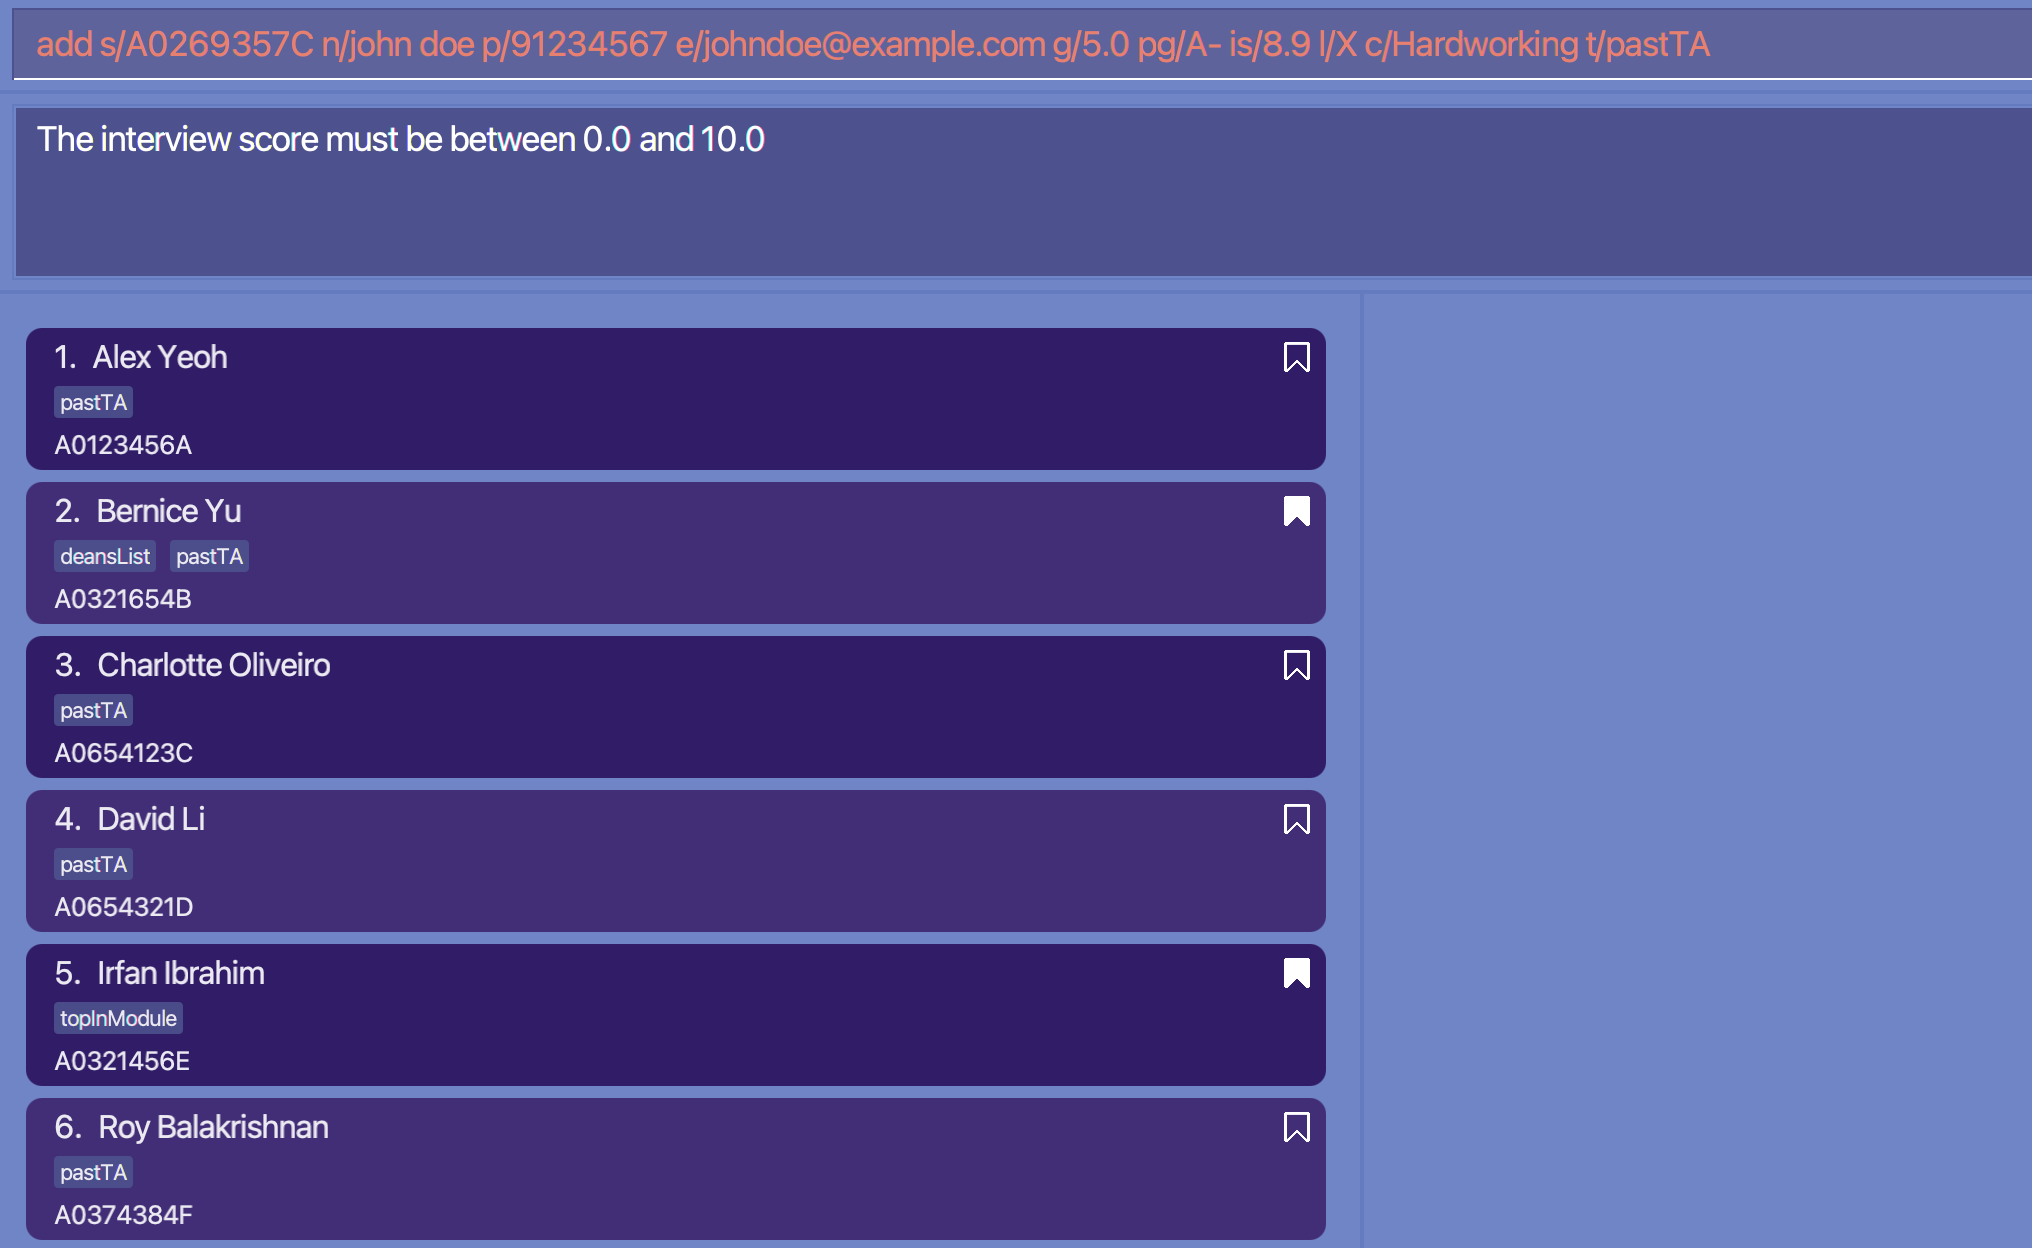 add s/A0269357C n/john doe p/91234567 e/johndoe@example.com g/5.0 pg/A- is/8.9 l/X c/Hardworking t/pastTA
The interview score must be between 0.0 and 10.0
1. Alex Yeoh
pastTA
A0123456A
2. Bernice Yu
deansList pastTA
A0321654B
3. Charlotte Oliveiro
pastTA
A0654123C
4. David Li
pastTA
A0654321D
5. Irfan Ibrahim
topInModule
A0321456E
6. Roy Balakrishnan
pastTA
A0374384F